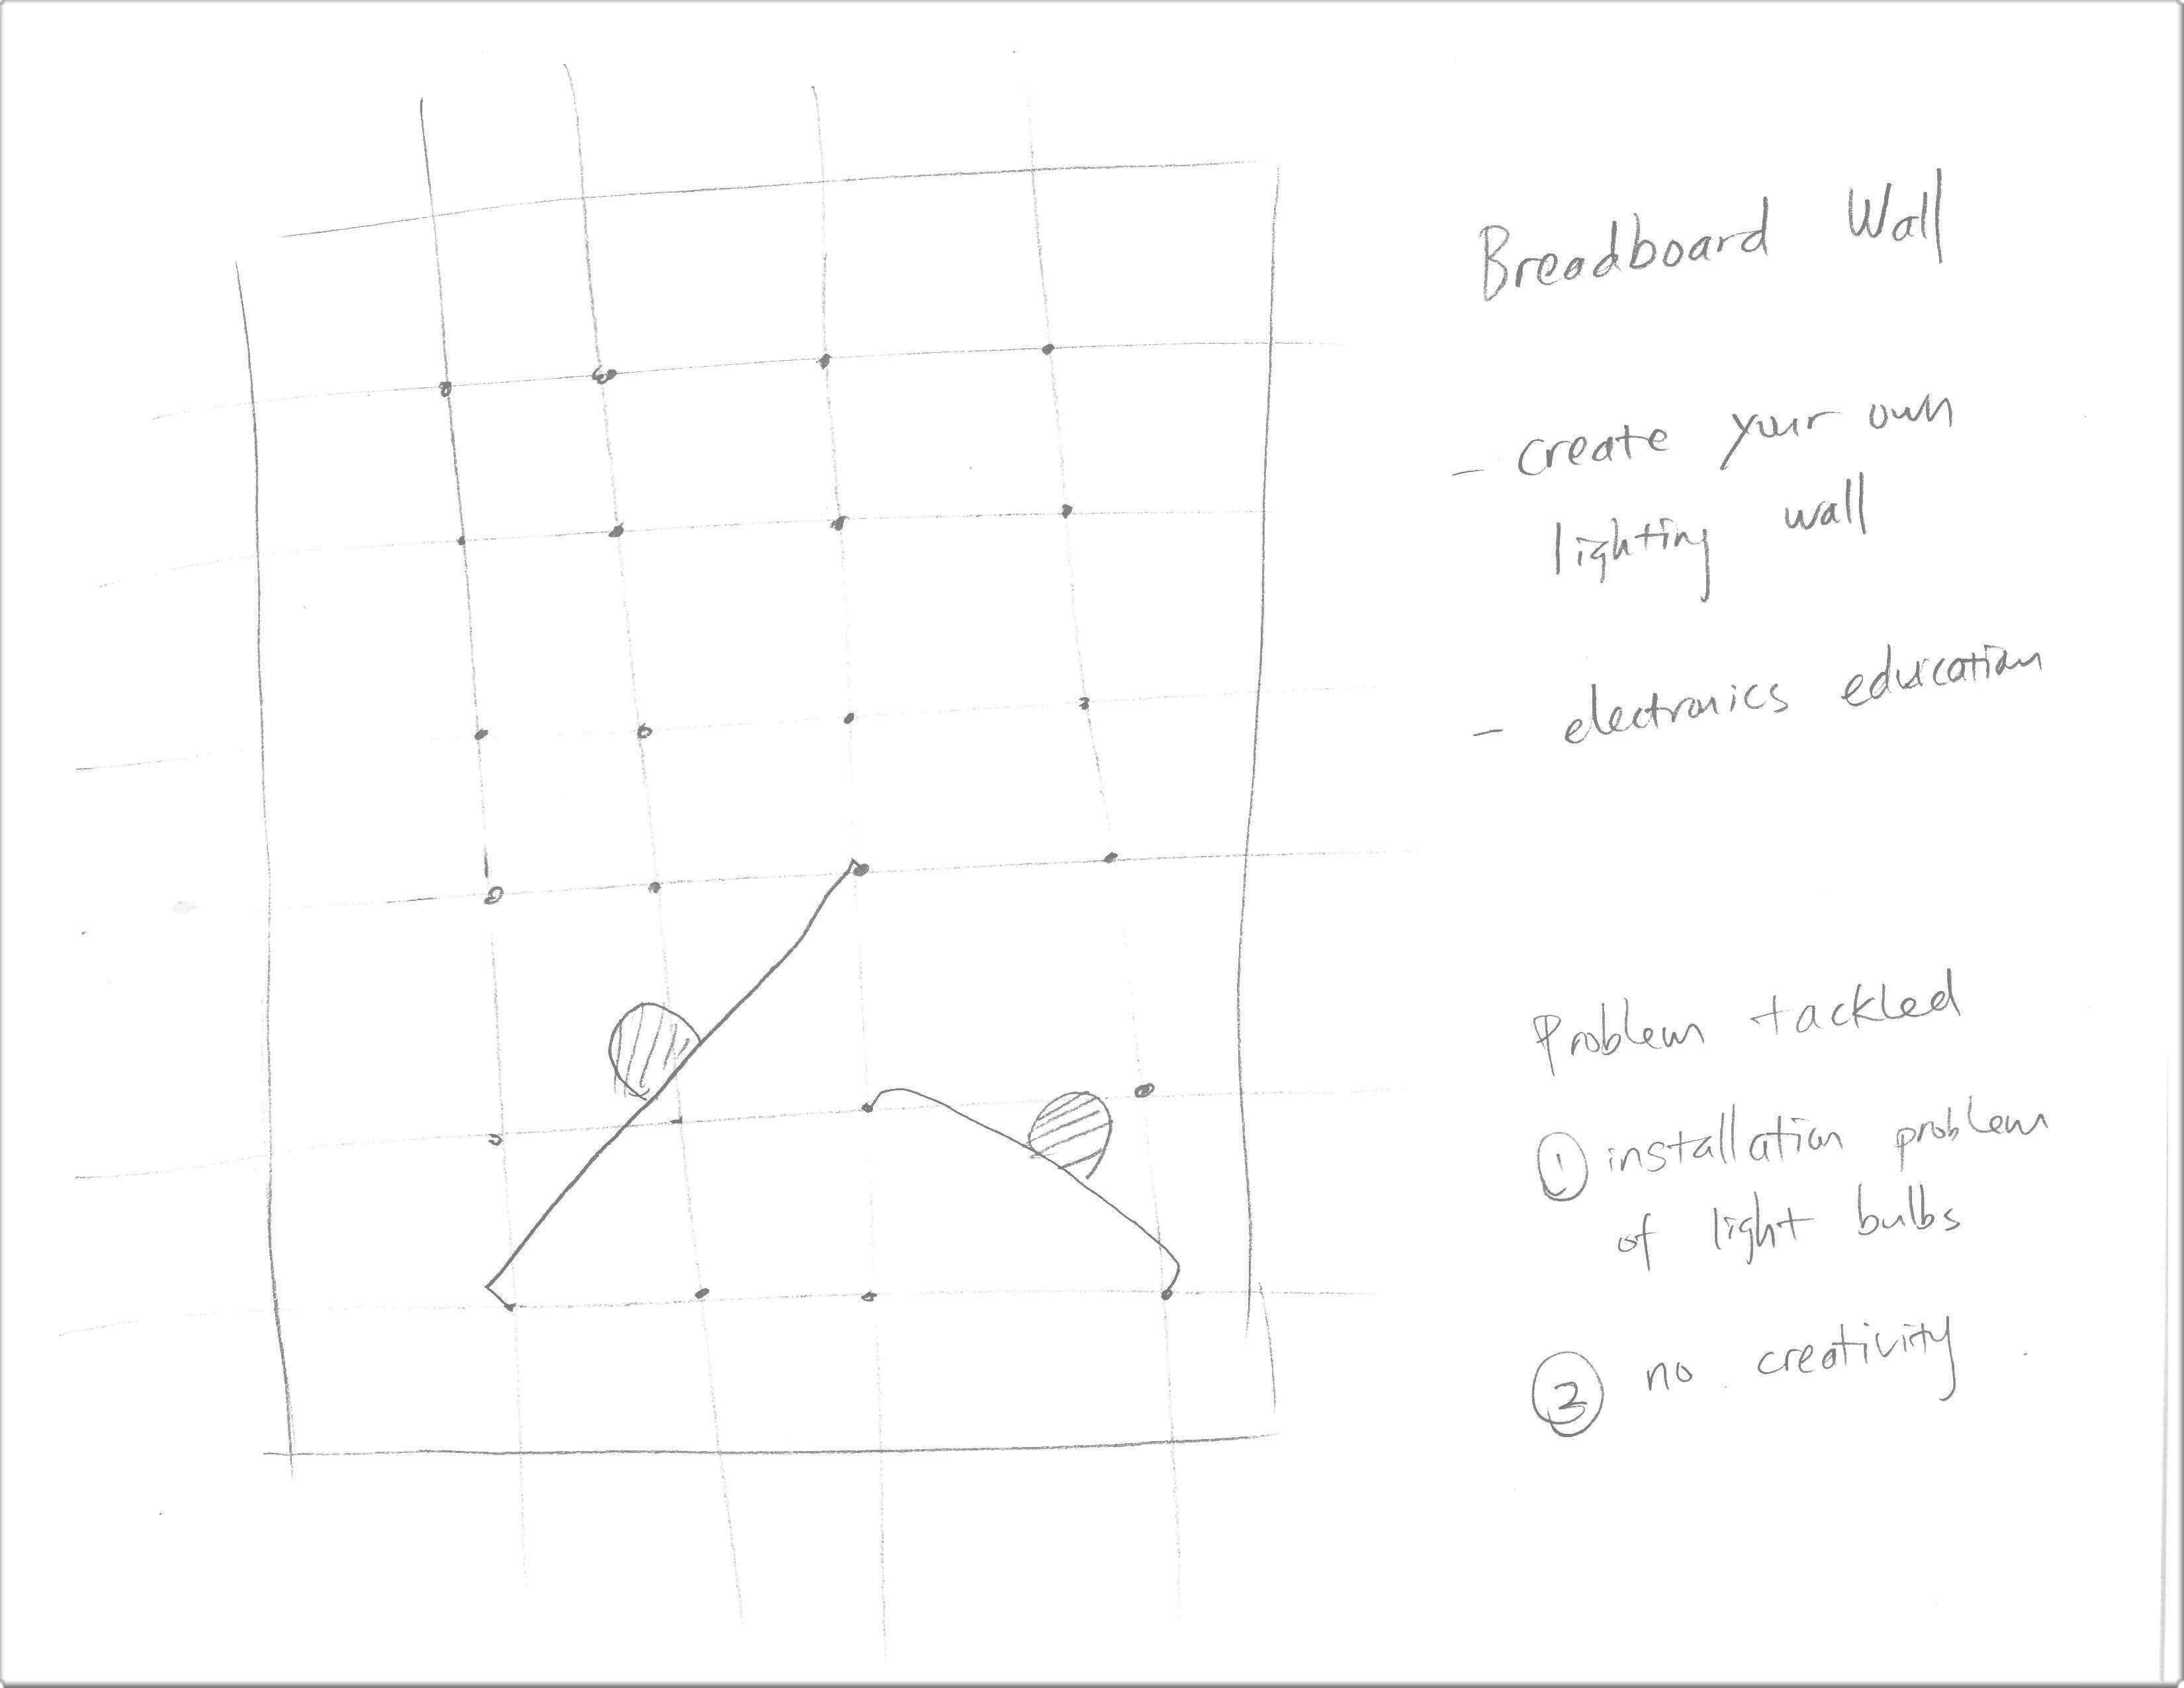 Breadboard Wall
- create your own
lighting wall
- electronics education
Problem tackled
① installation problem
of light bulbs
② no creativity